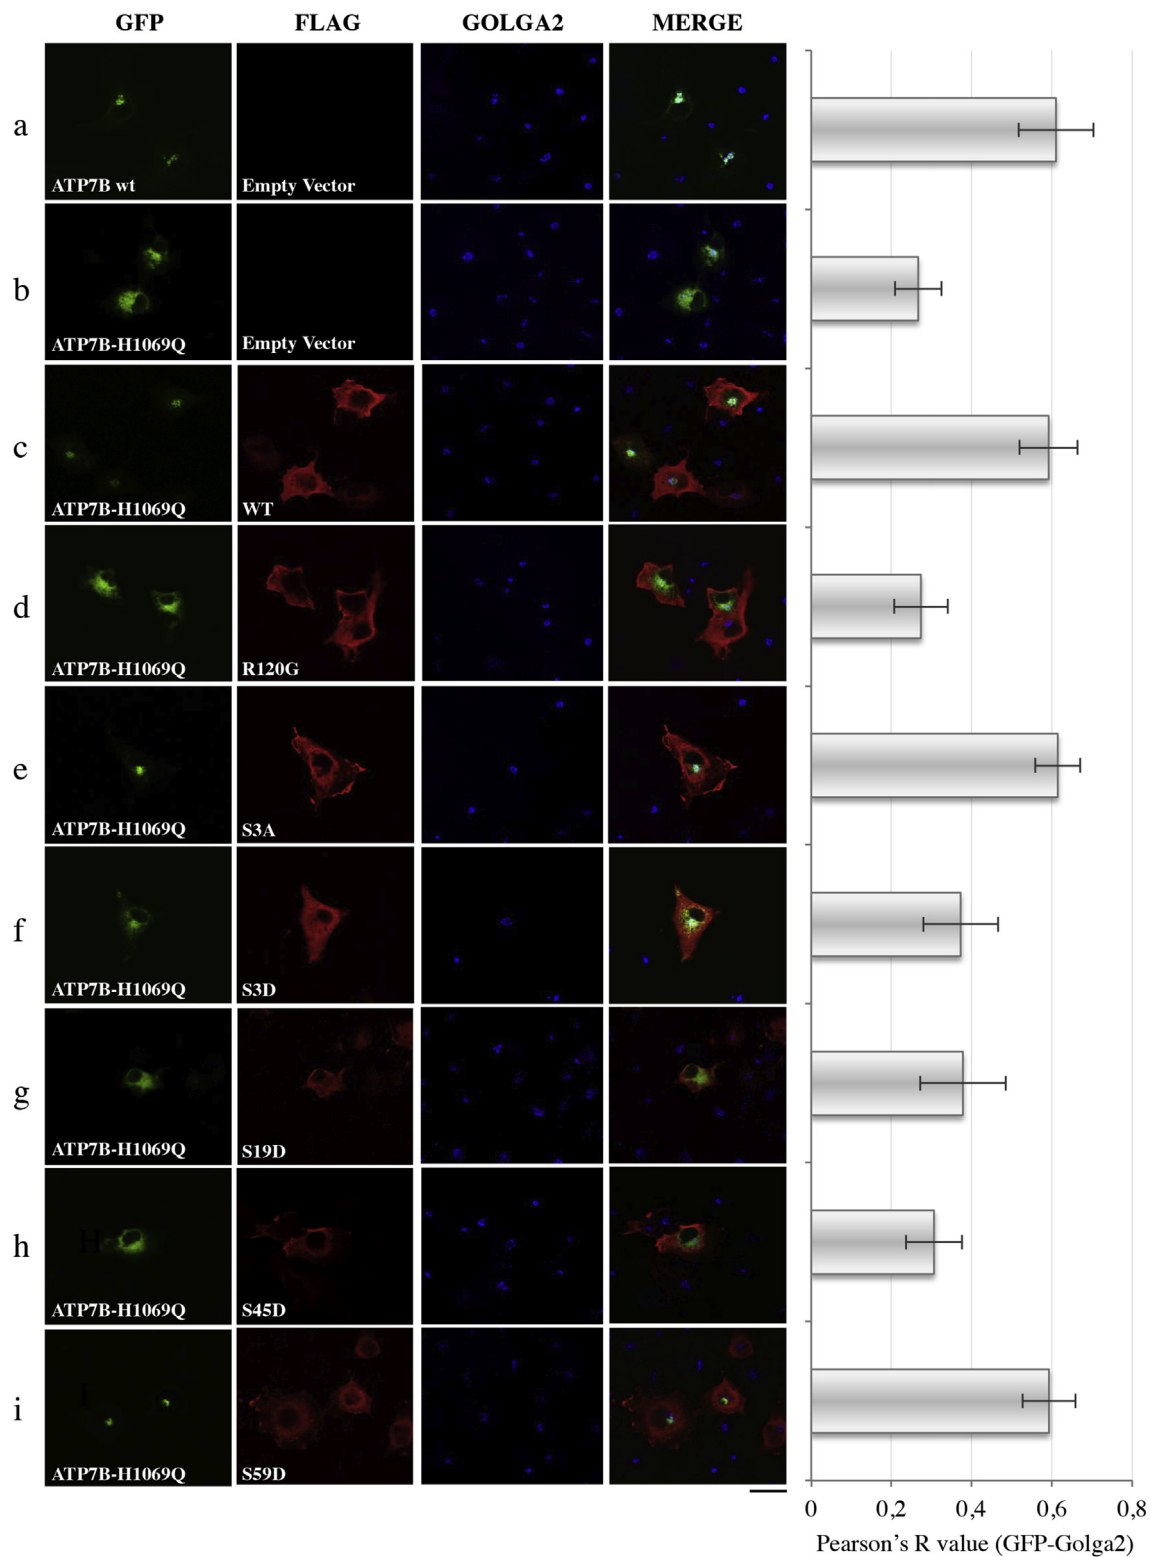 GFP FLAG GOLGA2 MERGE
a ATP7B wt Empty Vector
b ATP7B-H1069Q Empty Vector
c ATP7B-H1069Q WT
d ATP7B-H1069Q R120G
e ATP7B-H1069Q S3A
f ATP7B-H1069Q S3D
g ATP7B-H1069Q S19D
H
h ATP7B-H1069Q S45D
I
i ATP7B-H1069Q S59D
0 0,2 0,4 0,6 0,8
Pearson's R value (GFP-Golga2)